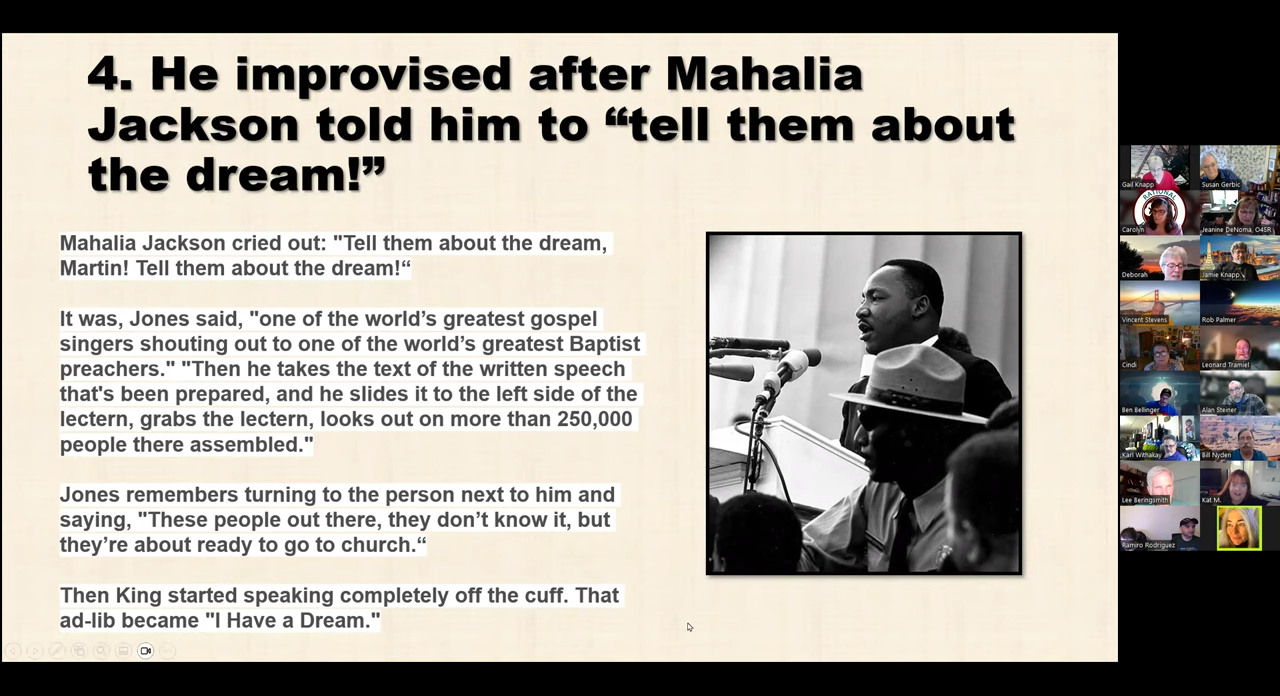 4. He improvised after Mahalia
Jackson told him to “tell them about
the dream!”
Mahalia Jackson cried out: "Tell them about the dream,
Martin! Tell them about the dream!“
It was, Jones said, "one of the world’s greatest gospel
singers shouting out to one of the world’s greatest Baptist
preachers." "Then he takes the text of the written speech
that's been prepared, and he slides it to the left side of the
lectern, grabs the lectern, looks out on more than 250,000
people there assembled."
Jones remembers turning to the person next to him and
saying, "These people out there, they don’t know it, but
they’re about ready to go to church.“
Then King started speaking completely off the cuff. That
ad-lib became "I Have a Dream."
Gail Knapp
Susan Gerbic
RATIONAL
Carolyn
Jeanine DeNoma, O4SR
Deborah
Jamie Knapp
Vincent Stevens
Rob Palmer
Cindi
Leonard Tramiel
Ben Bellinger
Alan Steiner
Karl Withakay
Bill Nyden
Lee Beringsmith
Kat M.
Ramiro Rodriguez